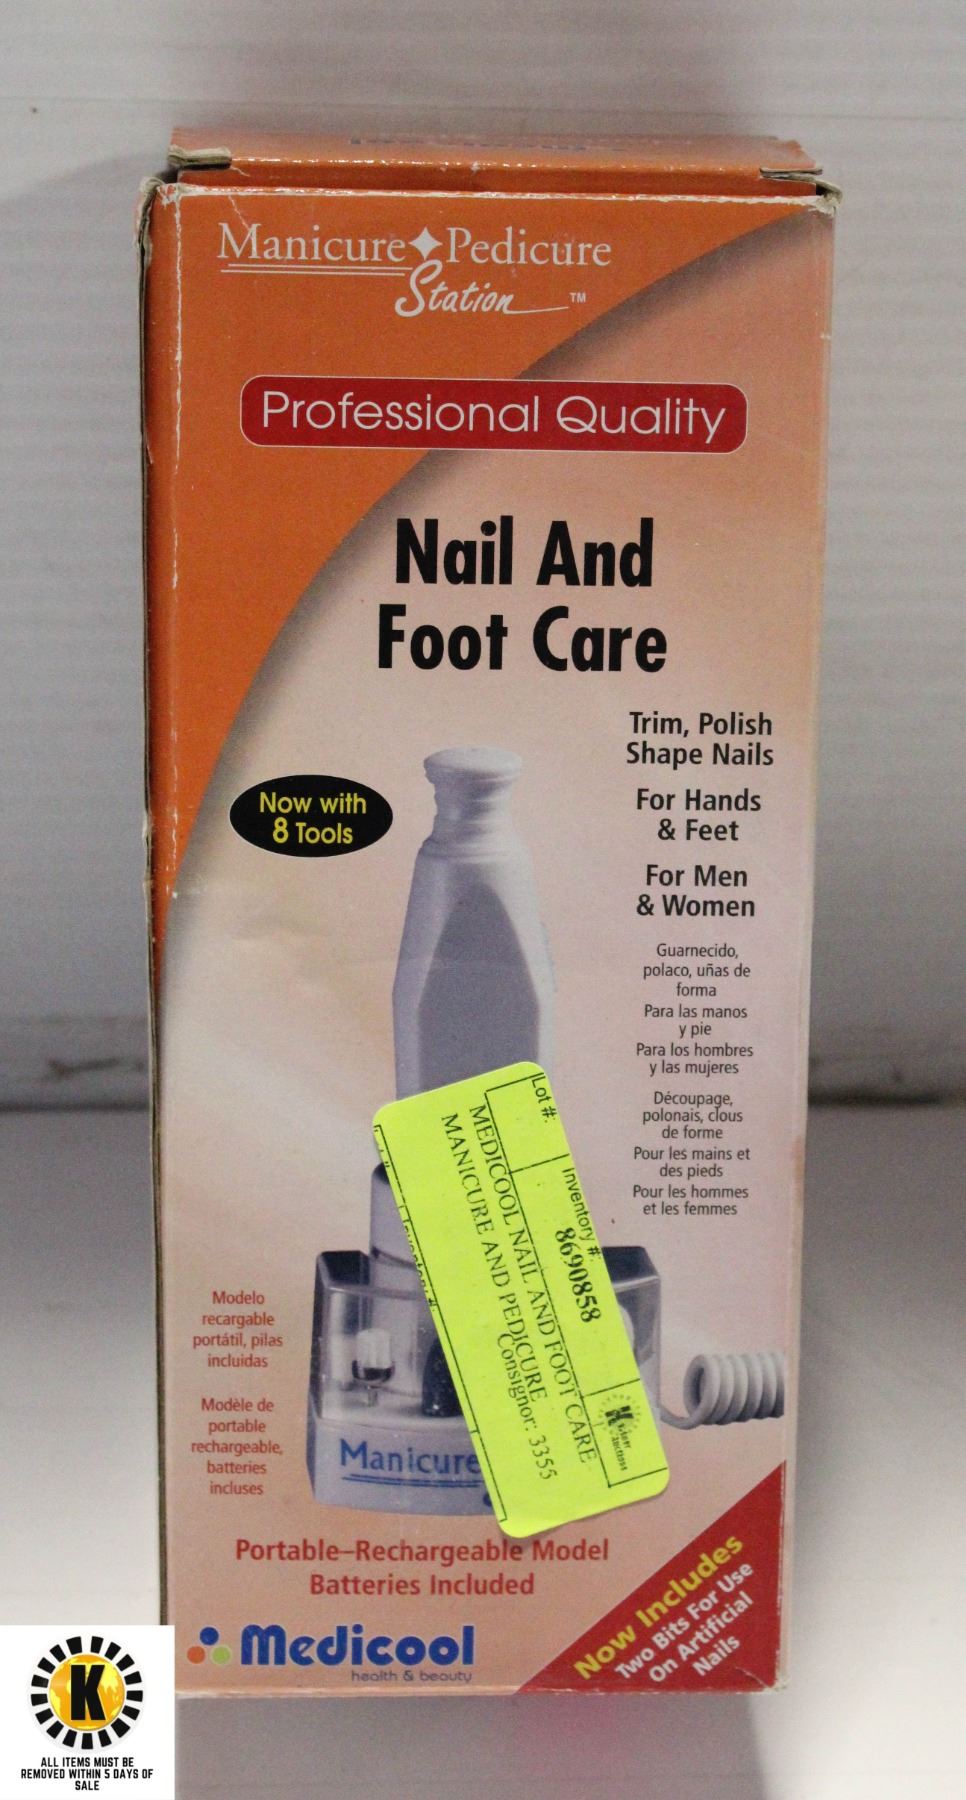 Manicure Pedicure
Station™
Professional Quality
Nail And
Foot Care
Trim, Polish
Shape Nails
For Hands
& Feet
For Men
& Women
Now with
8 Tools
Guarnecido,
polaco, uñas de
forma
Para las manos
y pie
Para los hombres
y las mujeres
Découpage,
polonais, clous
de forme
Pour les mains et
des pieds
Pour les hommes
et les femmes
Lot #:
Inventory #:
8690858
MEDICOOL NAIL AND FOOT CARE
MANICURE AND PEDICURE
Consignor: 3355
Modelo
recargable
portátil, pilas
incluidas
Modèle de
portable
rechargeable,
batteries
incluses
Manicure
Portable–Rechargeable Model
Batteries Included
Medicool
health & beauty
Now Includes
Two Bits For Use
On Artificial
Nails
K
ALL ITEMS MUST BE
REMOVED WITHIN 5 DAYS OF
SALE